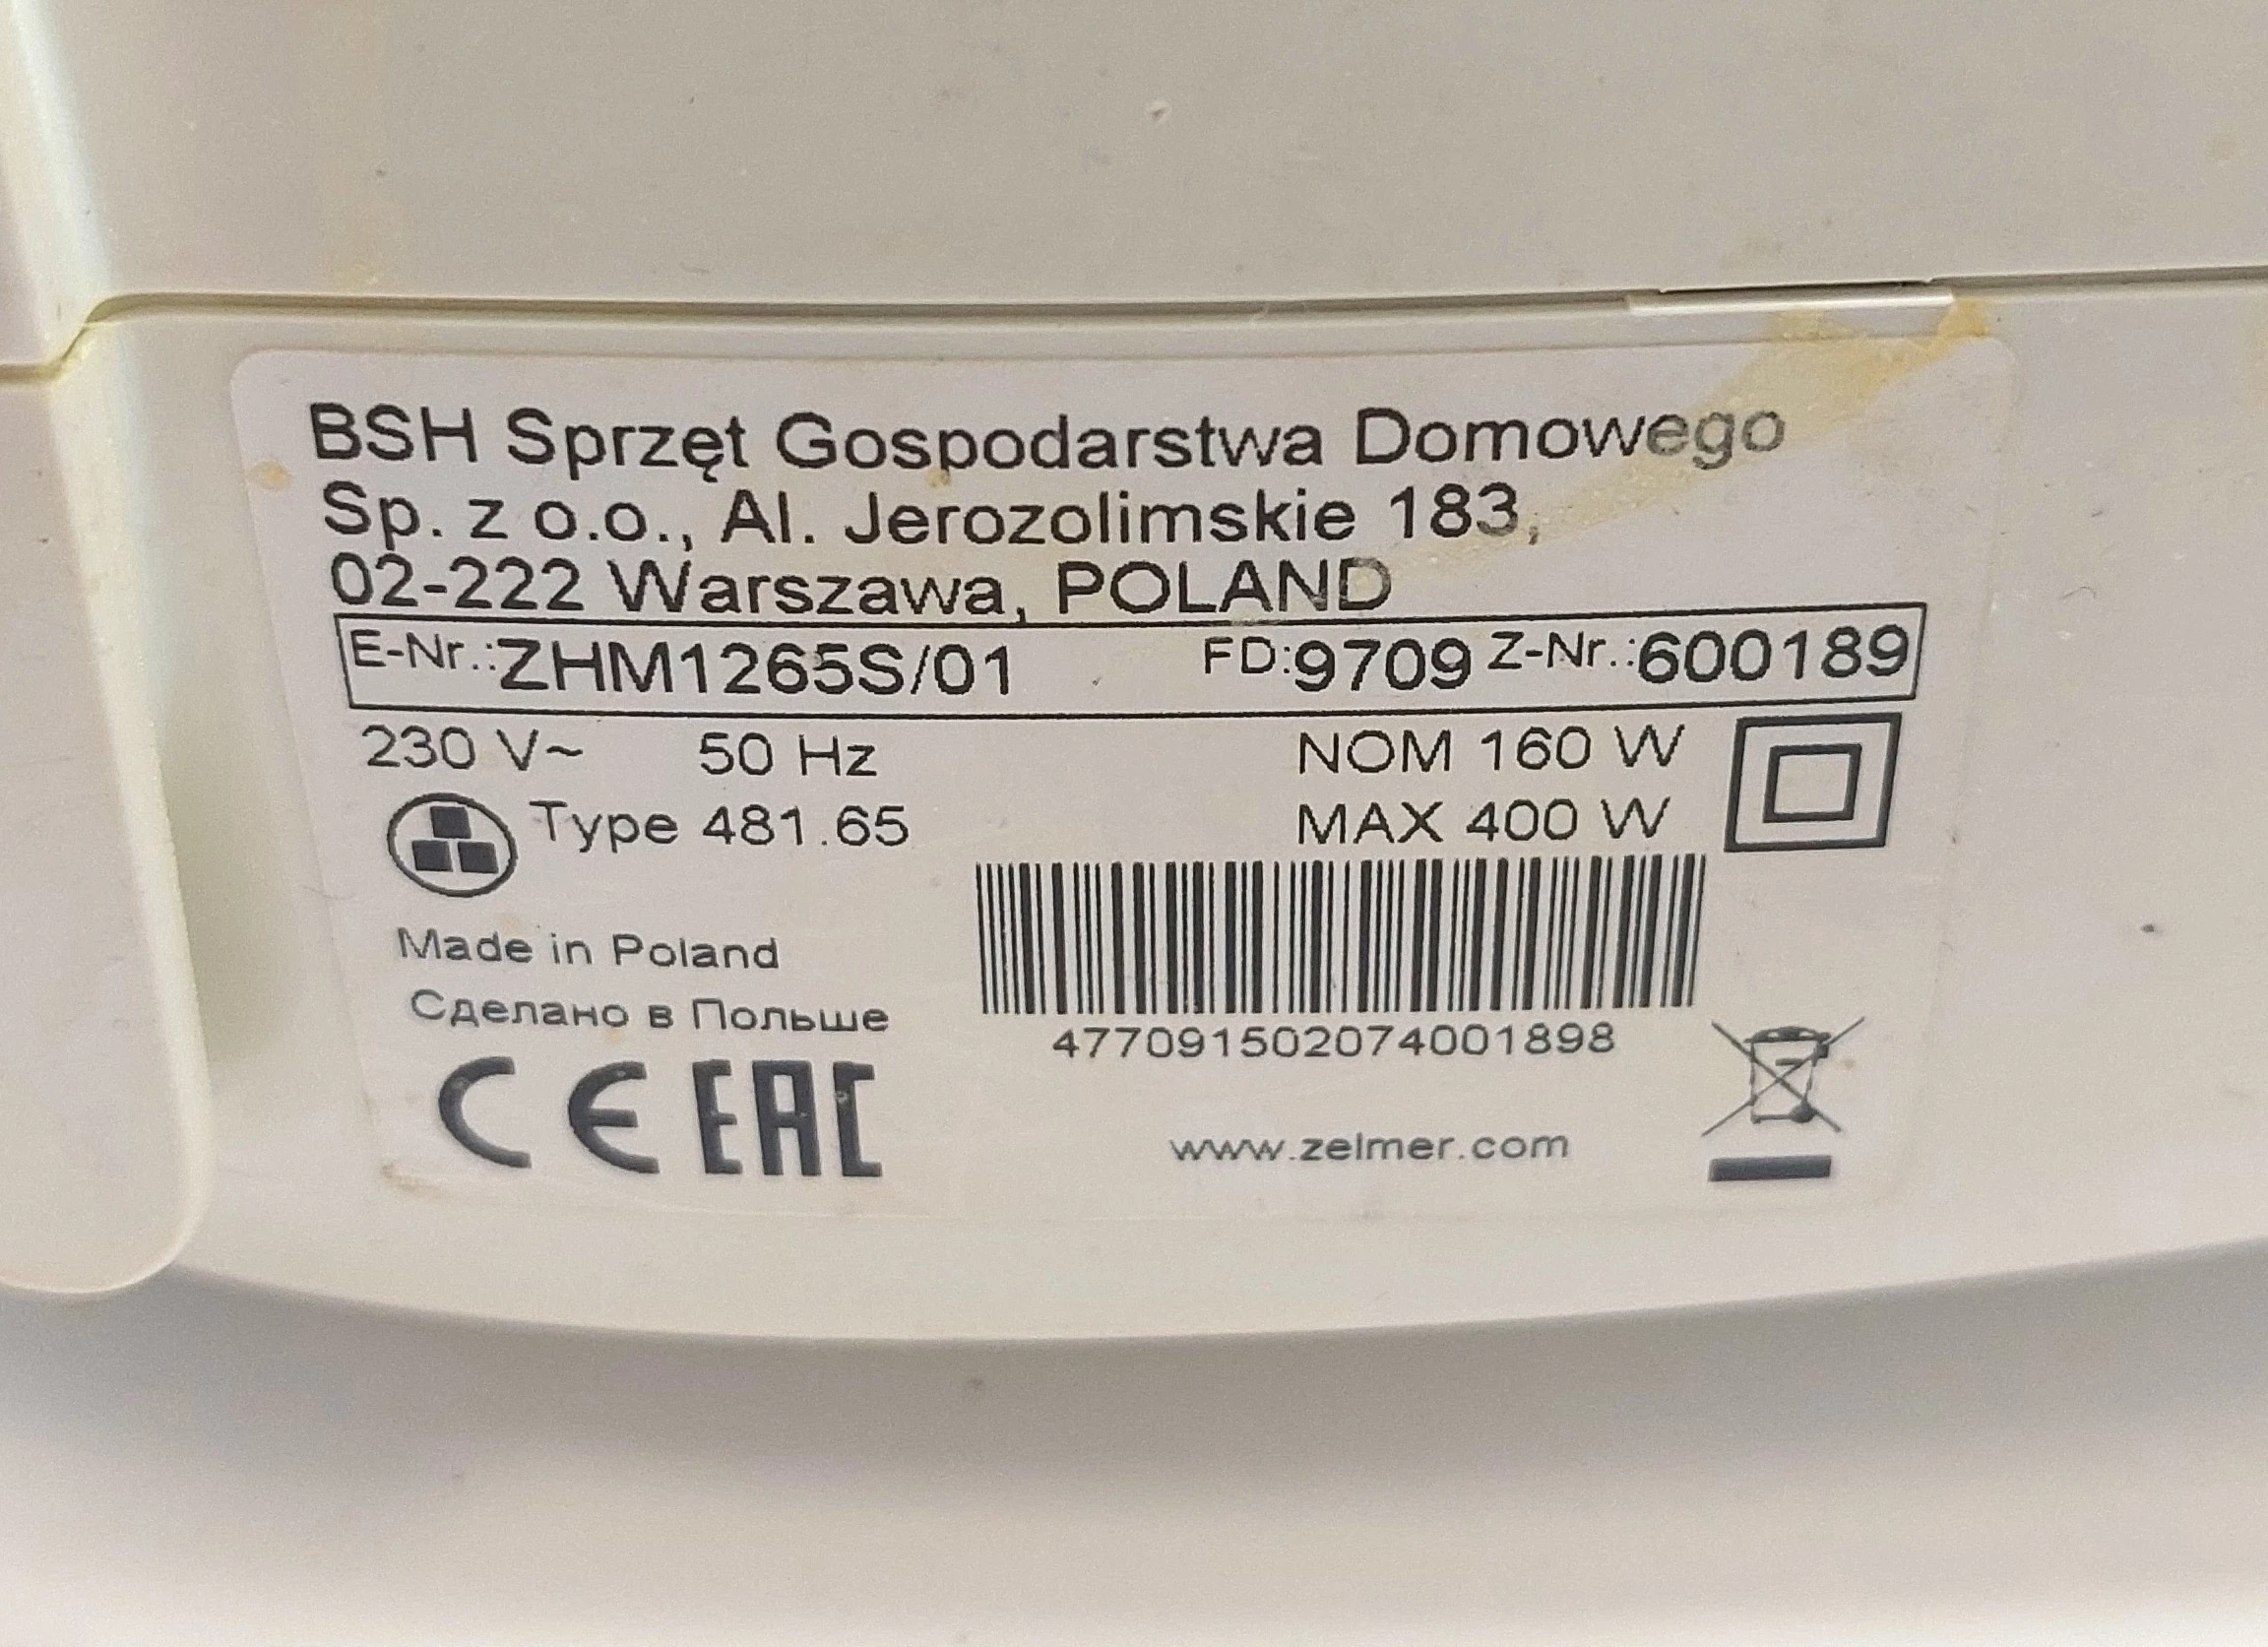 BSH Sprzęt Gospodarstwa Domowego
Sp. z o.o., Al. Jerozolimskie 183,
02-222 Warszawa, POLAND
E-Nr.:ZHM1265S/01 FD:9709 Z-Nr.:600189
230 V~ 50 Hz NOM 160 W
Type 481.65 MAX 400 W
Made in Poland
Сделано в Польше
477091502074001898
CE EAC
www.zelmer.com